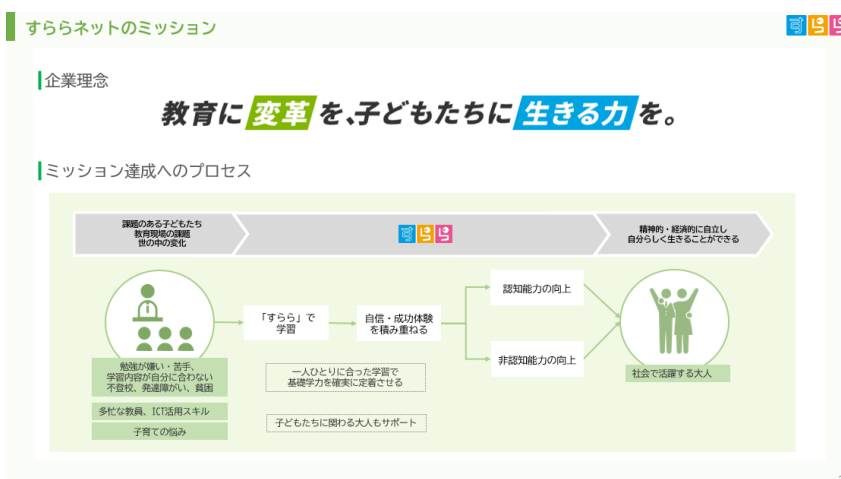 すららネットのミッション
すらら
企業理念
教育に変革を、子どもたちに生きる力を。
ミッション達成へのプロセス
課題のある子どもたち
教育現場の課題
世の中の変化
すらら
精神的・経済的に自立し
自分らしく生きることができる
「すらら」で
学習
自信・成功体験
を積み重ねる
認知能力の向上
非認知能力の向上
勉強が嫌い・苦手、
学習内容が自分に合わない
不登校、発達障がい、貧困
多忙な教員、ICT活用スキル
子育ての悩み
一人ひとりに合った学習で
基礎学力を確実に定着させる
子どもたちに関わる大人もサポート
社会で活躍する大人